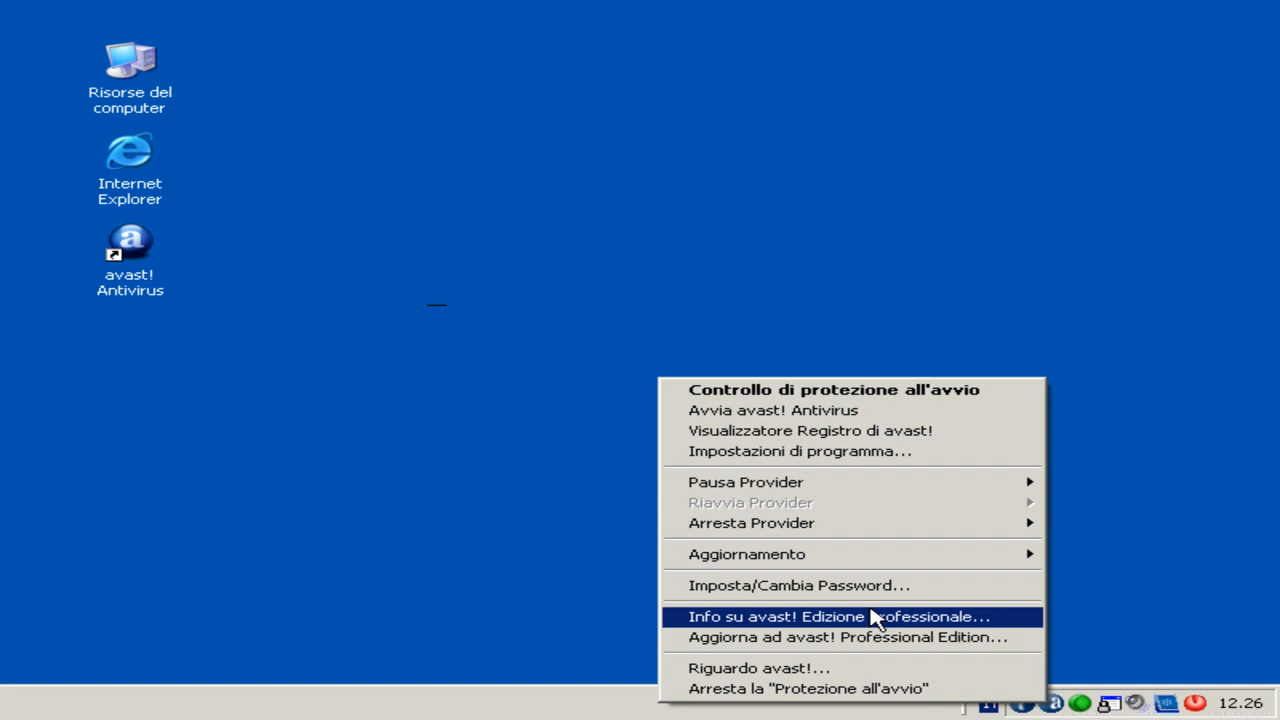 Risorse del
computer
Internet
Explorer
avast!
Antivirus
Controllo di protezione all'avvio
Avvia avast! Antivirus
Visualizzatore Registro di avast!
Impostazioni di programma...
Pausa Provider
Riavvia Provider
Arresta Provider
Aggiornamento
Imposta/Cambia Password...
Info su avast! Edizione rofessionale...
Aggiorna ad avast! Professional Edition...
Riguardo avast!...
Arresta la "Protezione all'avvio"
12.26